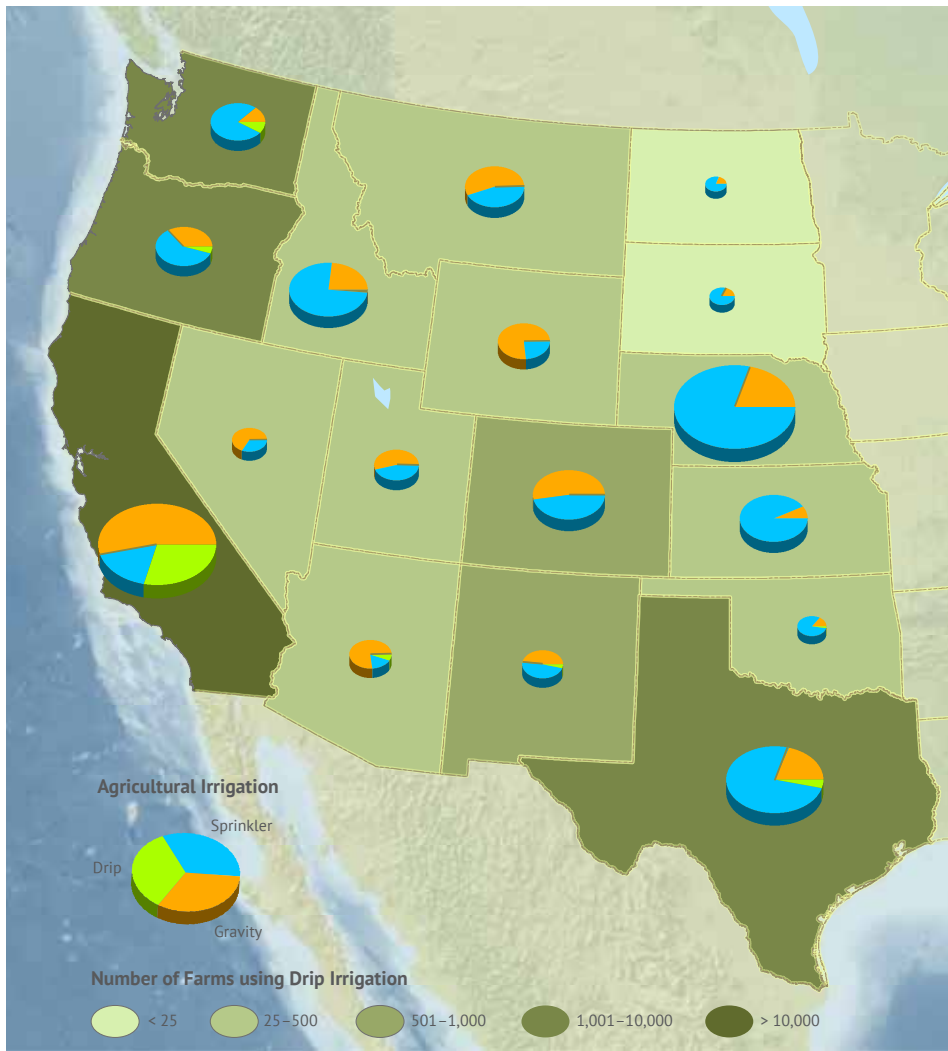 Agricultural Irrigation
Sprinkler
Drip
Gravity
Number of Farms using Drip Irrigation
< 25
25–500
501–1,000
1,001–10,000
> 10,000